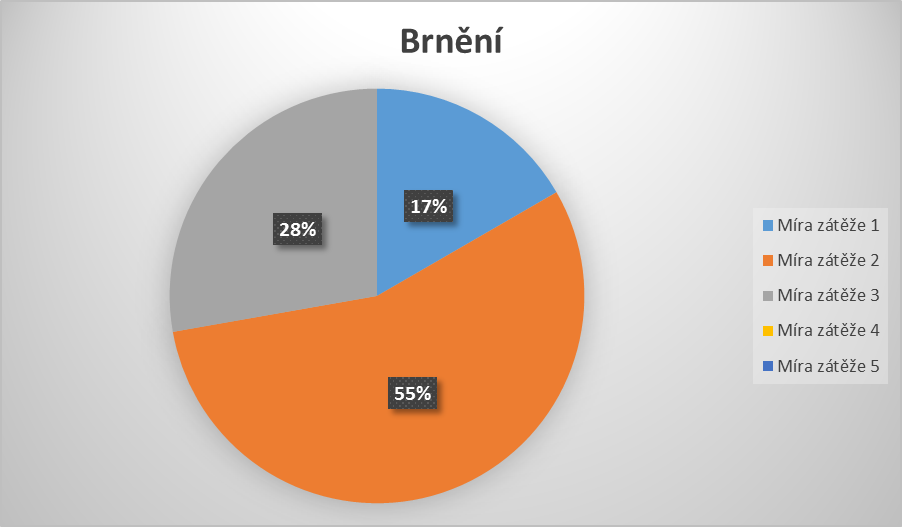 Brnění
17%
28%
55%
Míra zátěže 1
Míra zátěže 2
Míra zátěže 3
Míra zátěže 4
Míra zátěže 5